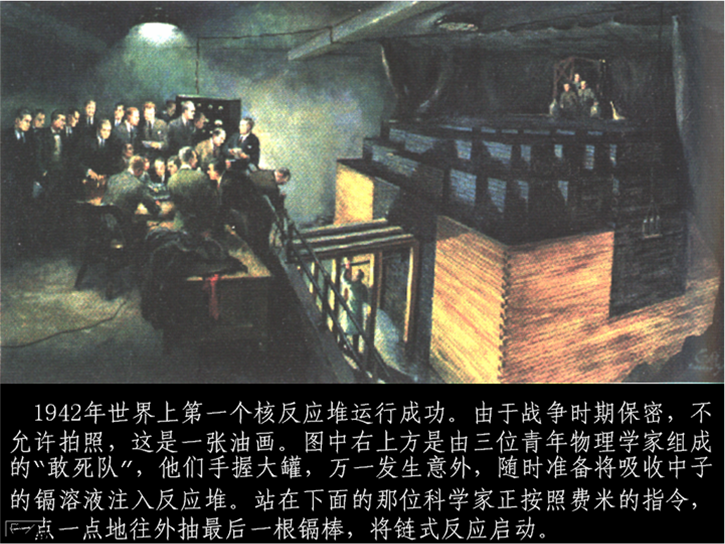 1942年世界上第一个核反应堆运行成功。由于战争时期保密，不
允许拍照，这是一张油画。图中右上方是由三位青年物理学家组成
的“敢死队”，他们手握大罐，万一发生意外，随时准备将吸收中子
的镉溶液注入反应堆。站在下面的那位科学家正按照费米的指令，
一点一点地往外抽最后一根镉棒，将链式反应启动。